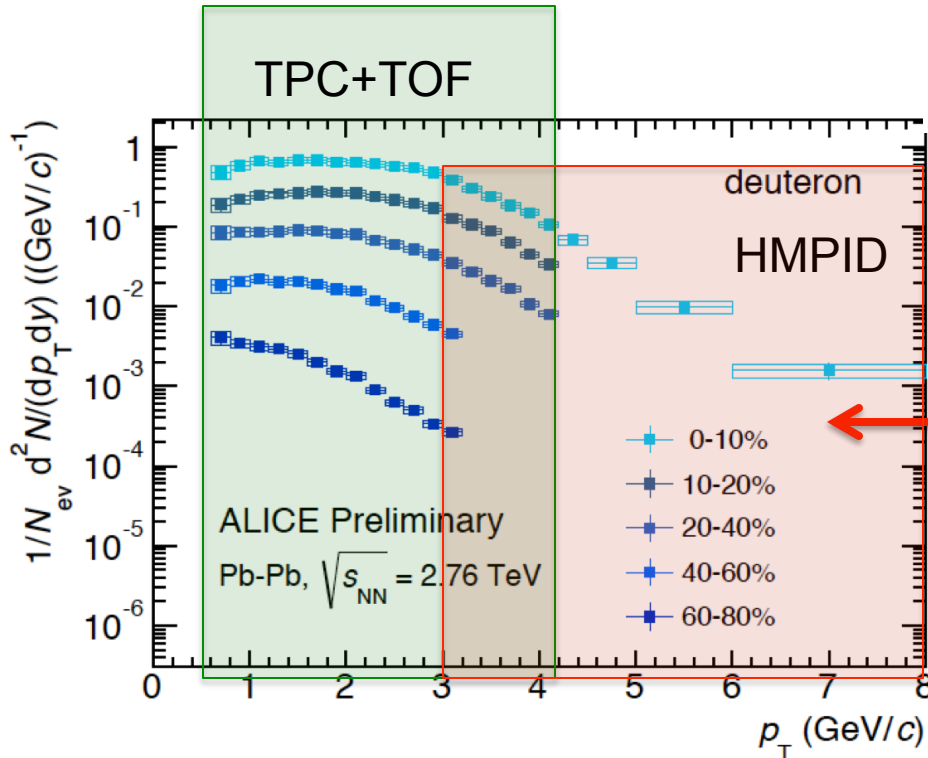 TPC+TOF
1/N_ev d²N/(dp_T dy) ((GeV/c)⁻¹)
1
10⁻¹
10⁻²
10⁻³
10⁻⁴
10⁻⁵
10⁻⁶
deuteron
HMPID
0-10%
10-20%
20-40%
40-60%
60-80%
ALICE Preliminary
Pb-Pb, √s_NN = 2.76 TeV
0 1 2 3 4 5 6 7 8
p_T (GeV/c)